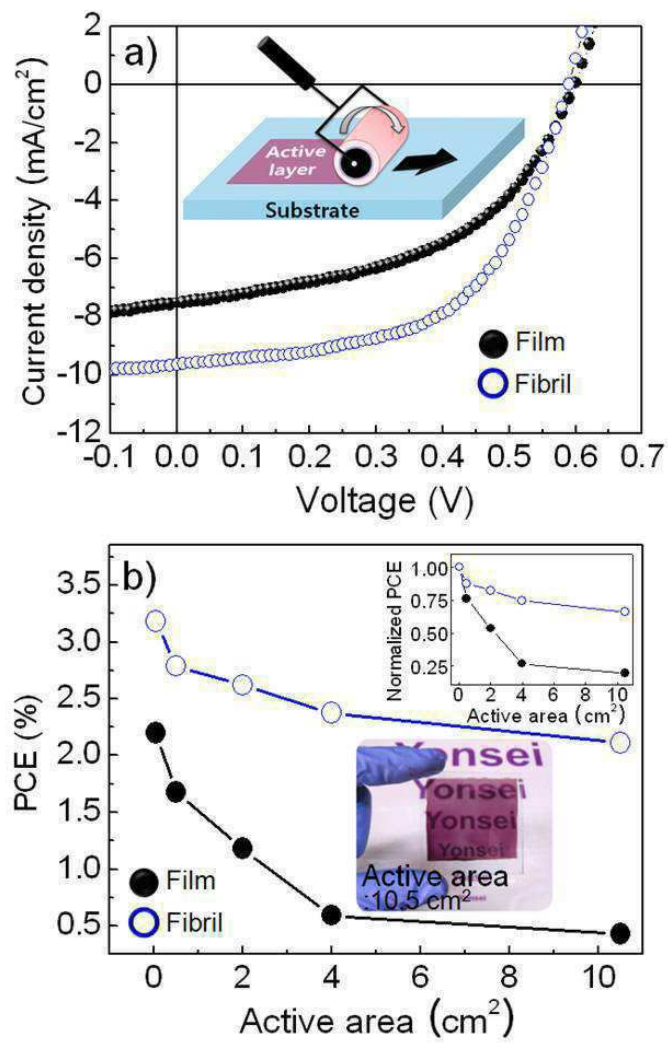 a)
Current density (mA/cm²)
2
0
-2
-4
-6
-8
-10
-12
Active
layer
Substrate
Film
Fibril
-0.1 0.0 0.1 0.2 0.3 0.4 0.5 0.6 0.7
Voltage (V)
b)
PCE (%)
3.5
3.0
2.5
2.0
1.5
1.0
0.5
Normalized PCE
1.00
0.75
0.50
0.25
0 2 4 6 8 10
Active area (cm²)
Yonsei
Yonsei
Yonsei
Yonsei
Active area
:10.5 cm²
Film
Fibril
0 2 4 6 8 10
Active area (cm²)